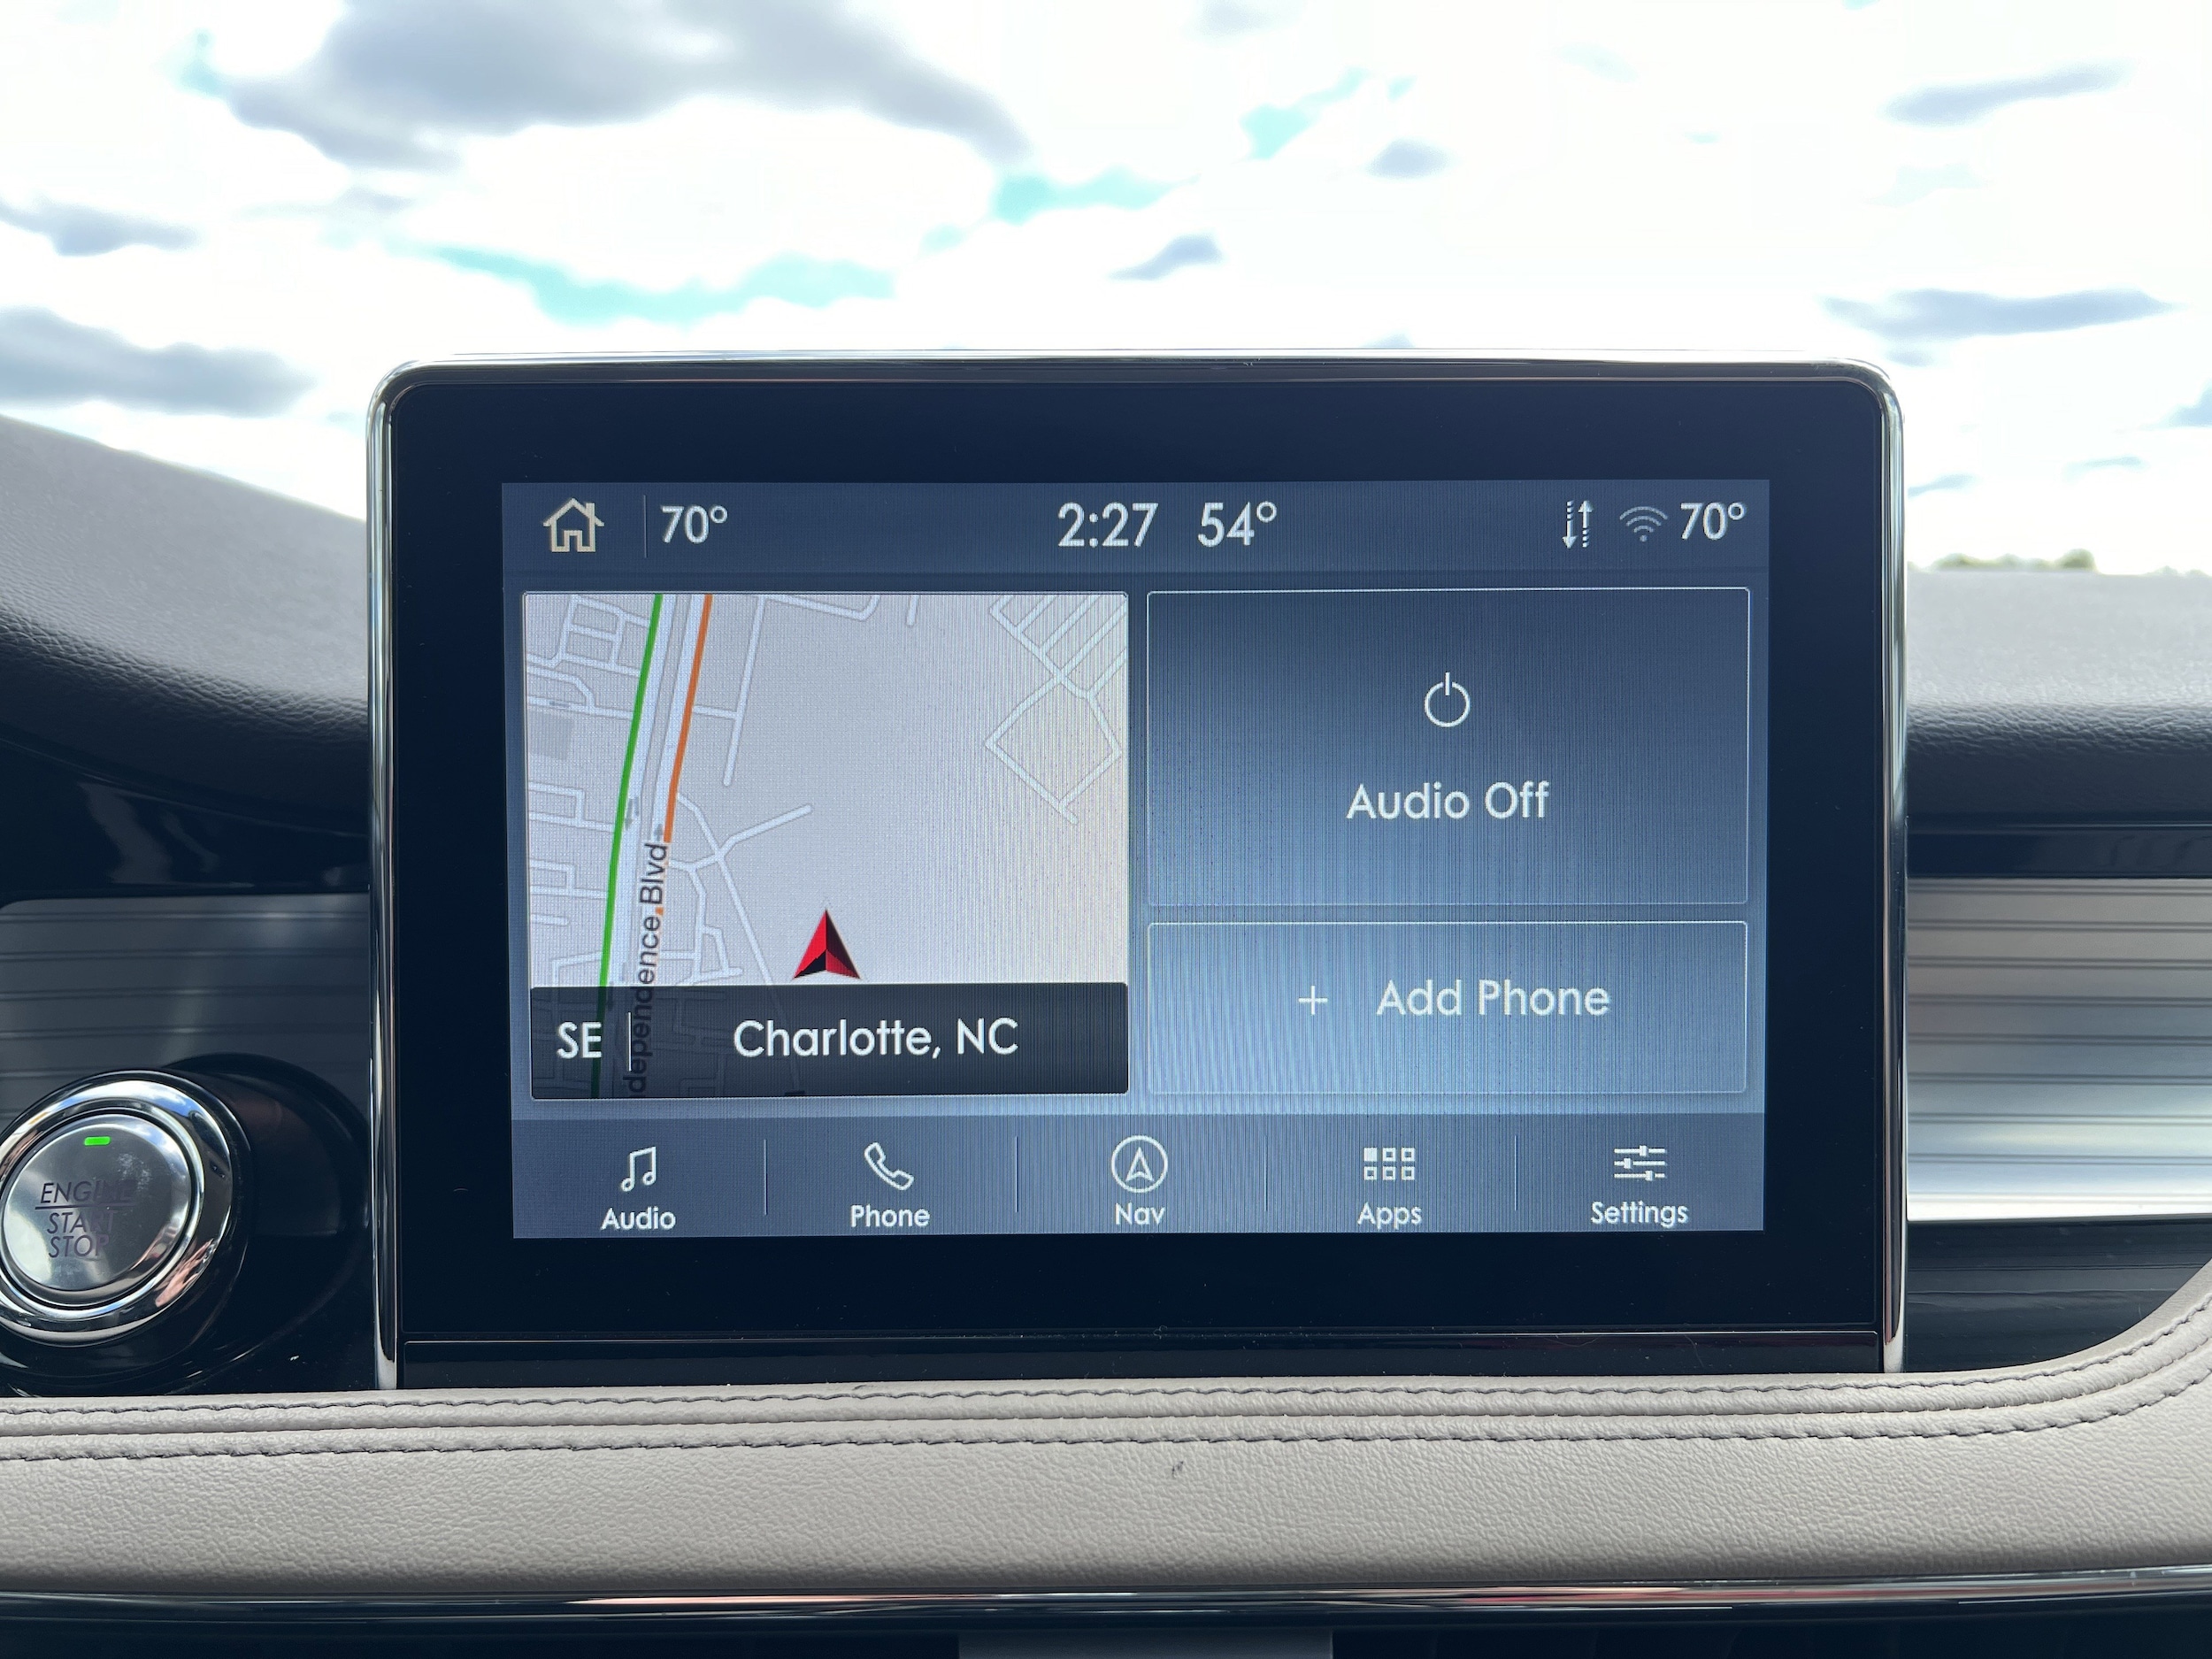 70° 2:27 54° 70°
dependence Blvd
SE Charlotte, NC
Audio Off
+ Add Phone
Audio Phone Nav Apps Settings
ENGINE
START
STOP